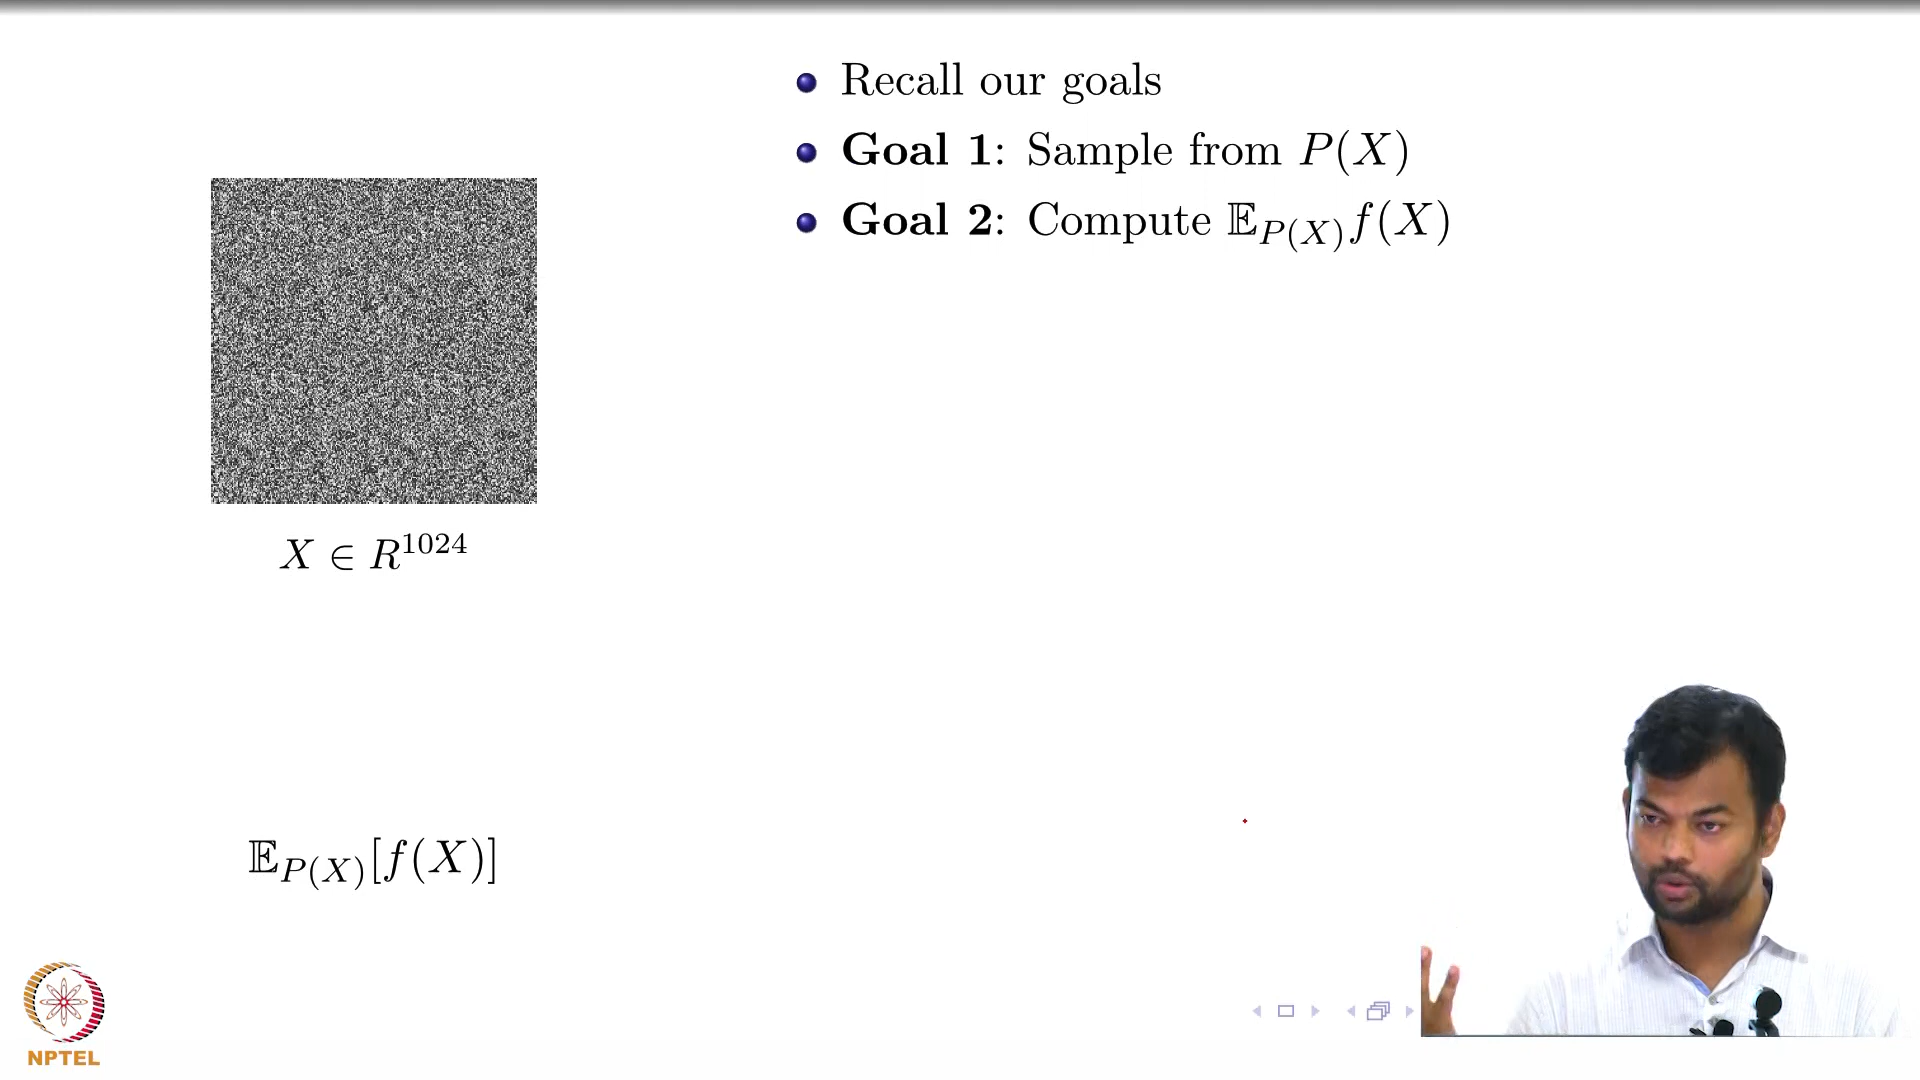 Recall our goals
Goal 1: Sample from P(X)
Goal 2: Compute 𝔼_{P(X)} f(X)
X ∈ R^{1024}
𝔼_{P(X)}[f(X)]
NPTEL